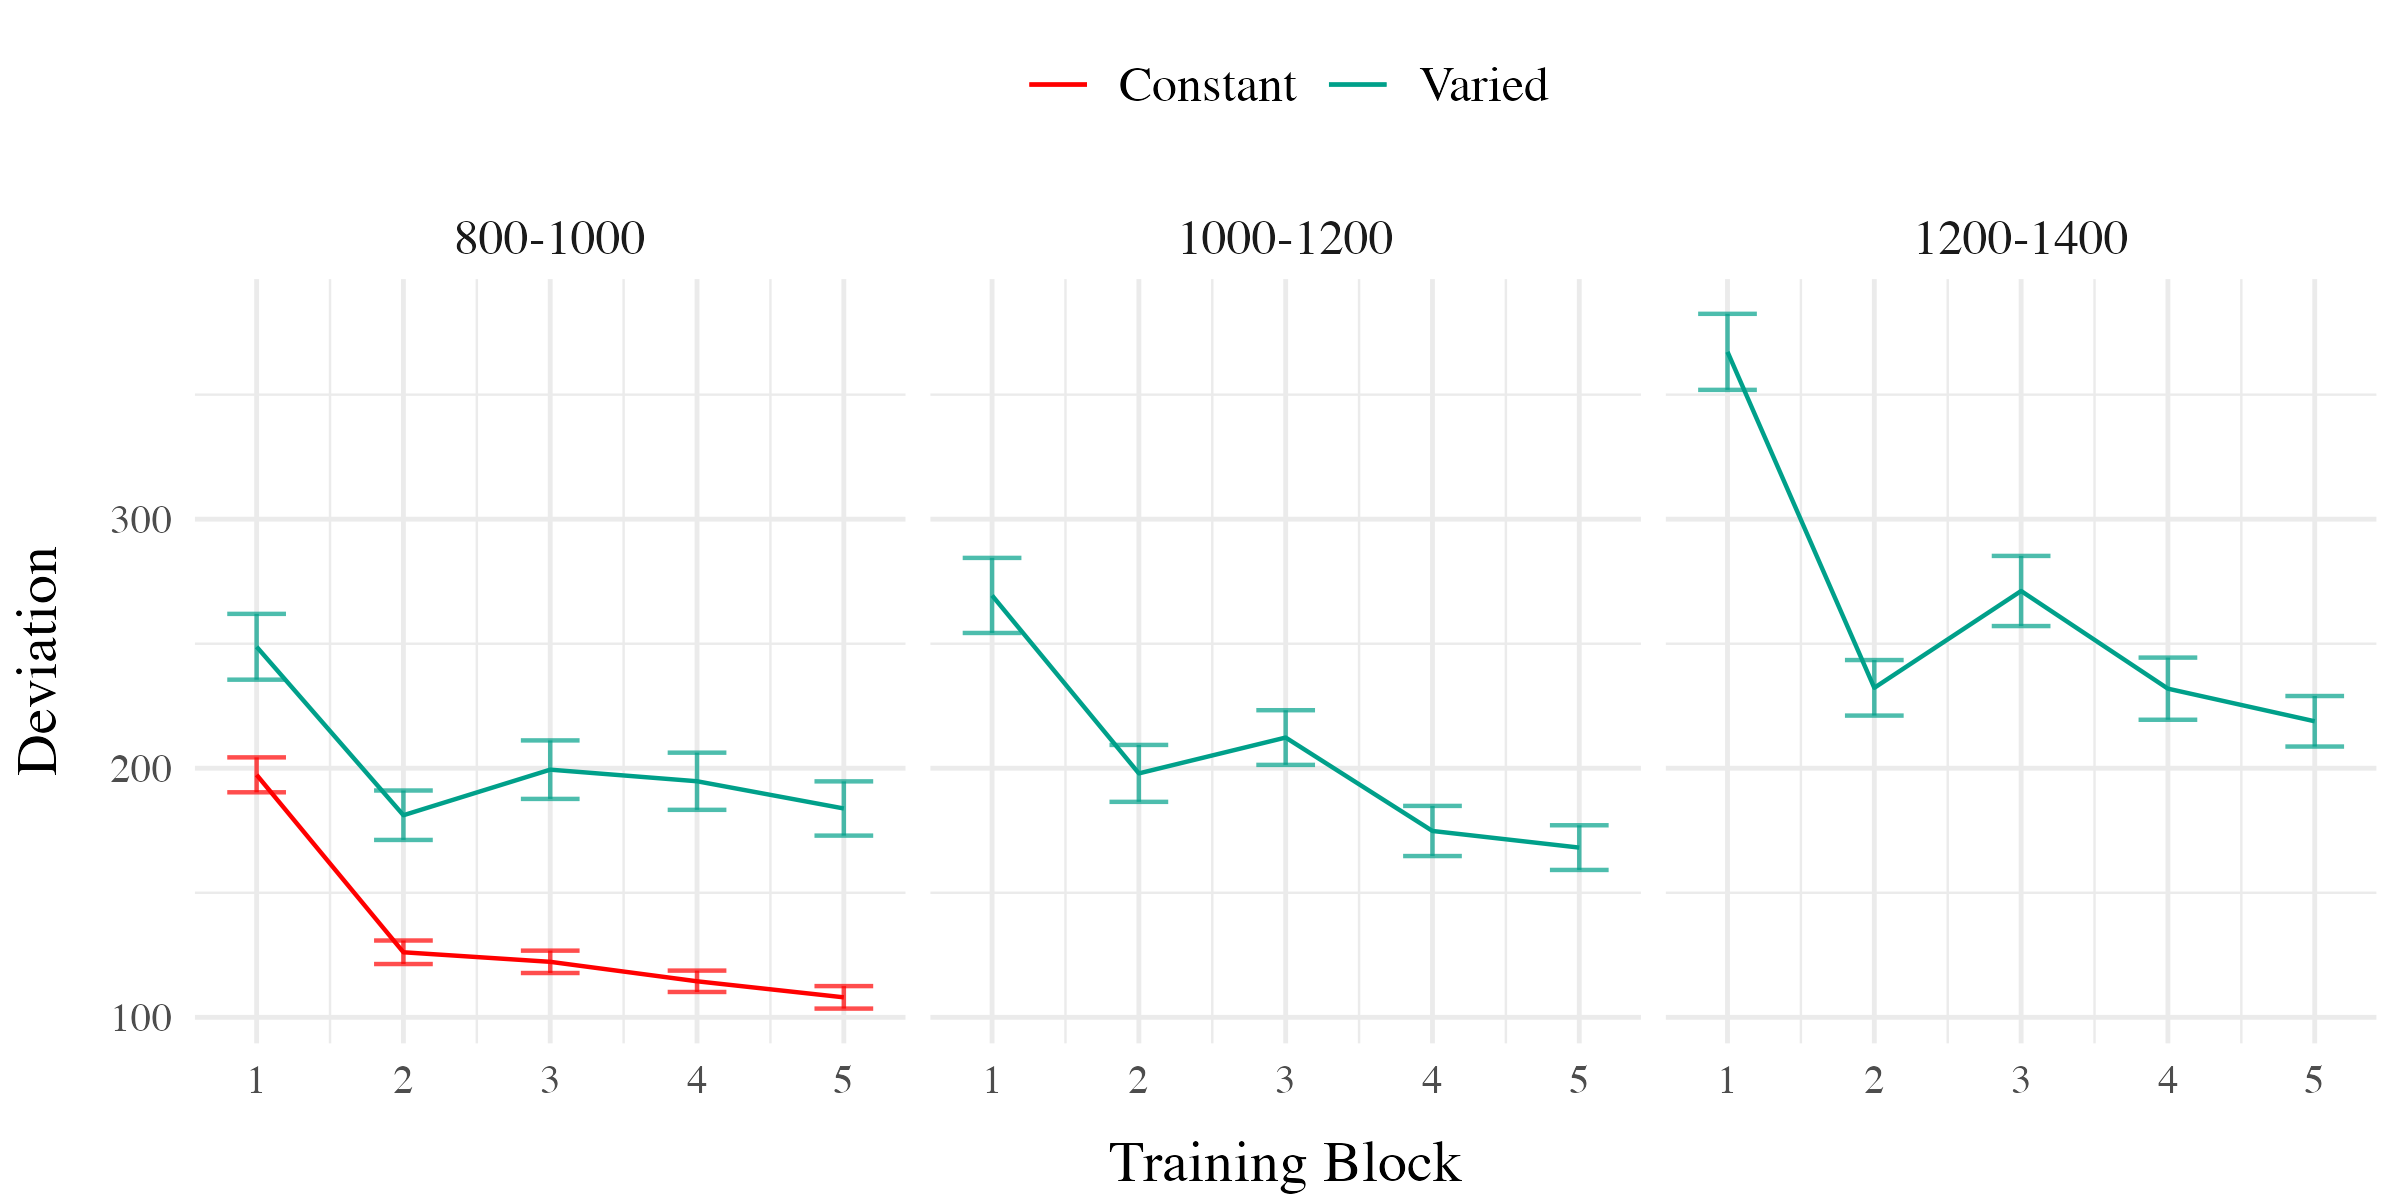 Constant Varied
800-1000 1000-1200 1200-1400
Deviation
300
200
100
1 2 3 4 5 1 2 3 4 5 1 2 3 4 5
Training Block